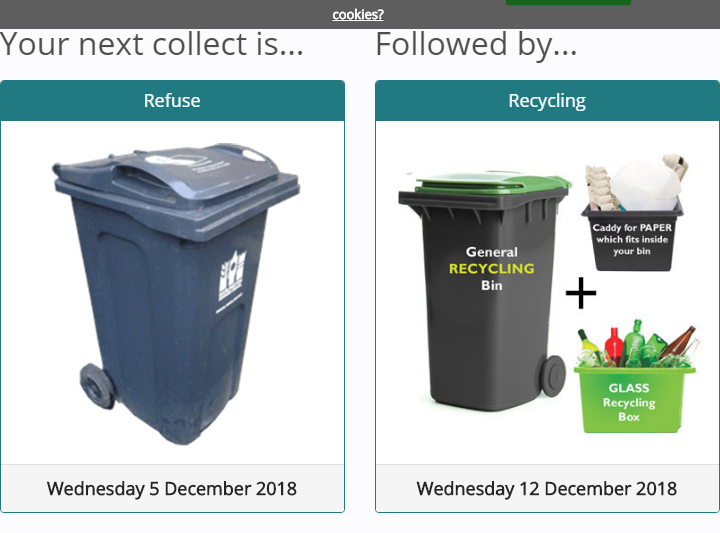 cookies?
Your next collect is...
Followed by...
Refuse
Recycling
General
RECYCLING
Bin
Caddy for PAPER
which fits inside
your bin
GLASS
Recycling
Box
Wednesday 5 December 2018
Wednesday 12 December 2018